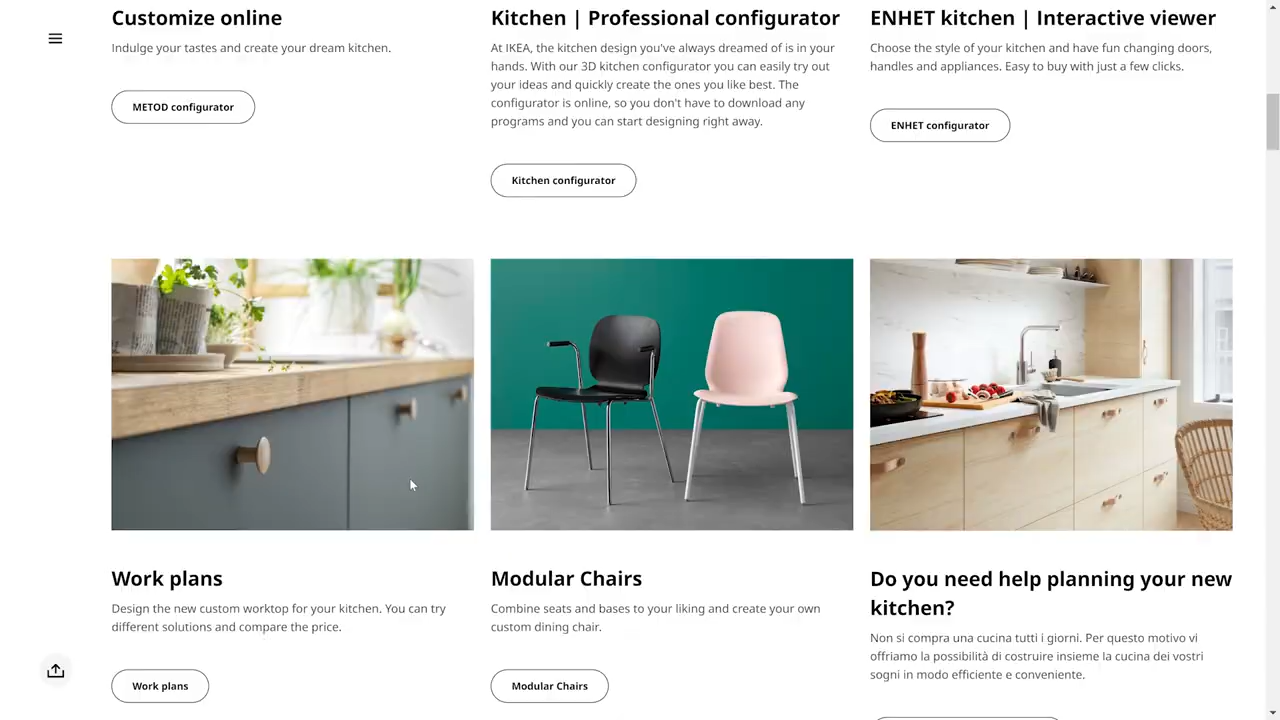 Customize online
Indulge your tastes and create your dream kitchen.
METOD configurator
Kitchen | Professional configurator
At IKEA, the kitchen design you've always dreamed of is in your
hands. With our 3D kitchen configurator you can easily try out
your ideas and quickly create the ones you like best. The
configurator is online, so you don't have to download any
programs and you can start designing right away.
Kitchen configurator
ENHET kitchen | Interactive viewer
Choose the style of your kitchen and have fun changing doors,
handles and appliances. Easy to buy with just a few clicks.
ENHET configurator
Work plans
Design the new custom worktop for your kitchen. You can try
different solutions and compare the price.
Work plans
Modular Chairs
Combine seats and bases to your liking and create your own
custom dining chair.
Modular Chairs
Do you need help planning your new
kitchen?
Non si compra una cucina tutti i giorni. Per questo motivo vi
offriamo la possibilità di costruire insieme la cucina dei vostri
sogni in modo efficiente e conveniente.